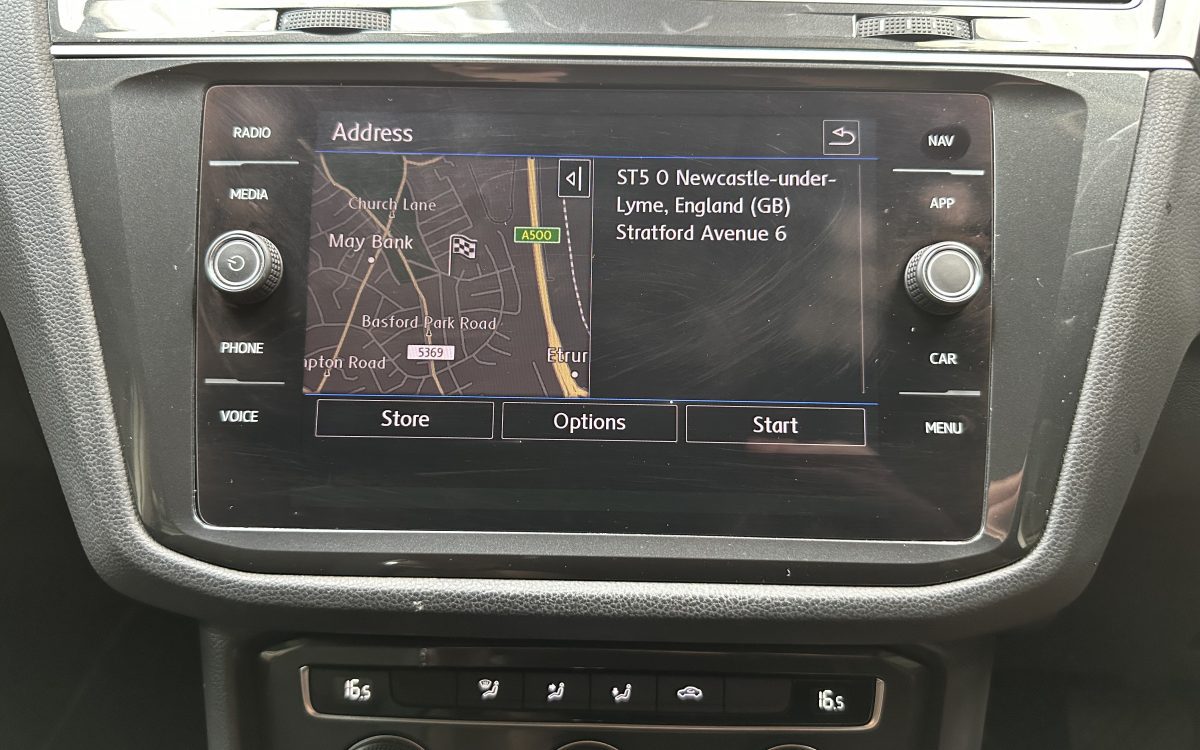 RADIO
MEDIA
PHONE
VOICE
Address
Church Lane
May Bank
A500
Basford Park Road
5369
pton Road
Etrur
ST5 0 Newcastle-under-
Lyme, England (GB)
Stratford Avenue 6
Store
Options
Start
NAV
APP
CAR
MENU
16.5
16.5